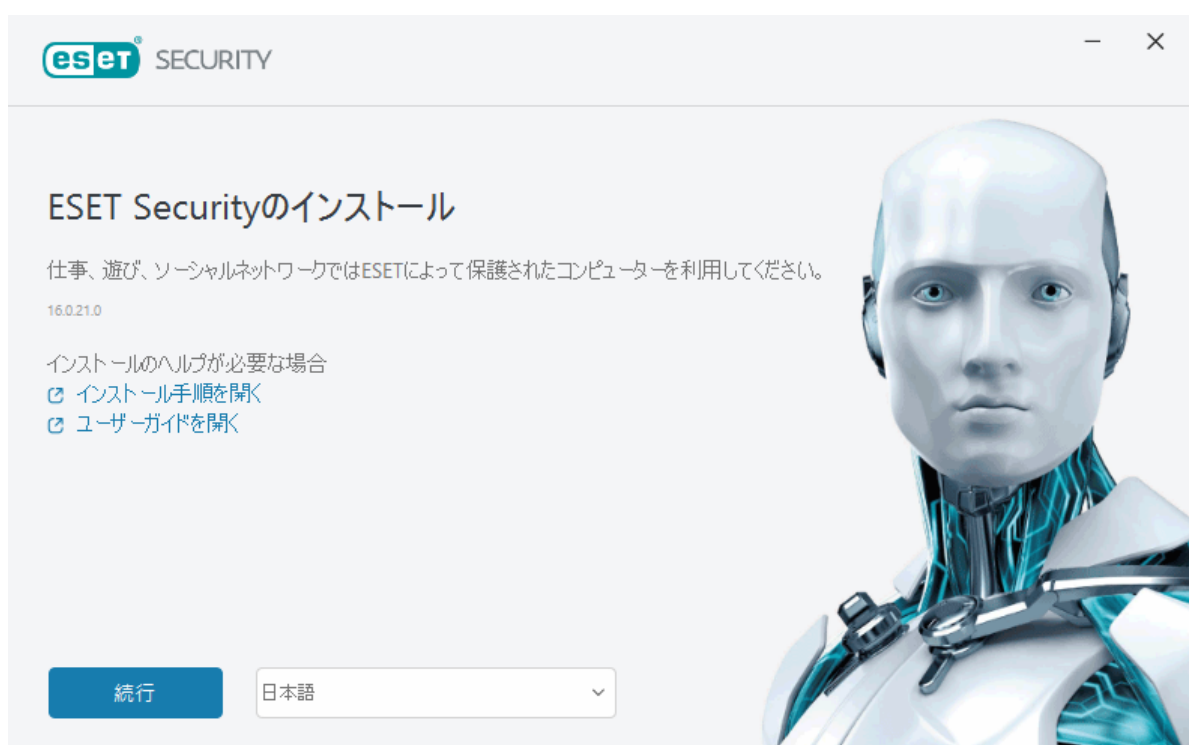 eset® SECURITY
ESET Securityのインストール
仕事、遊び、ソーシャルネットワークではESETによって保護されたコンピューターを利用してください。
16.0.21.0
インストールのヘルプが必要な場合
インストール手順を開く
ユーザーガイドを開く
続行 日本語